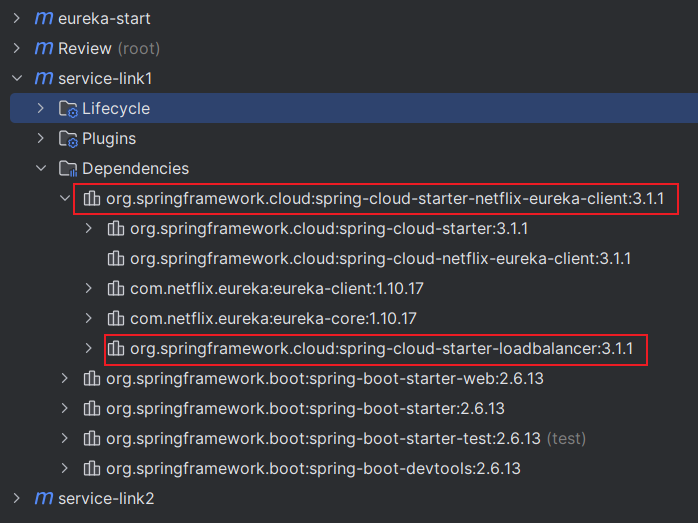 eureka-start
Review (root)
service-link1
Lifecycle
Plugins
Dependencies
org.springframework.cloud:spring-cloud-starter-netflix-eureka-client:3.1.1
org.springframework.cloud:spring-cloud-starter:3.1.1
org.springframework.cloud:spring-cloud-netflix-eureka-client:3.1.1
com.netflix.eureka:eureka-client:1.10.17
com.netflix.eureka:eureka-core:1.10.17
org.springframework.cloud:spring-cloud-starter-loadbalancer:3.1.1
org.springframework.boot:spring-boot-starter-web:2.6.13
org.springframework.boot:spring-boot-starter:2.6.13
org.springframework.boot:spring-boot-starter-test:2.6.13 (test)
org.springframework.boot:spring-boot-devtools:2.6.13
service-link2